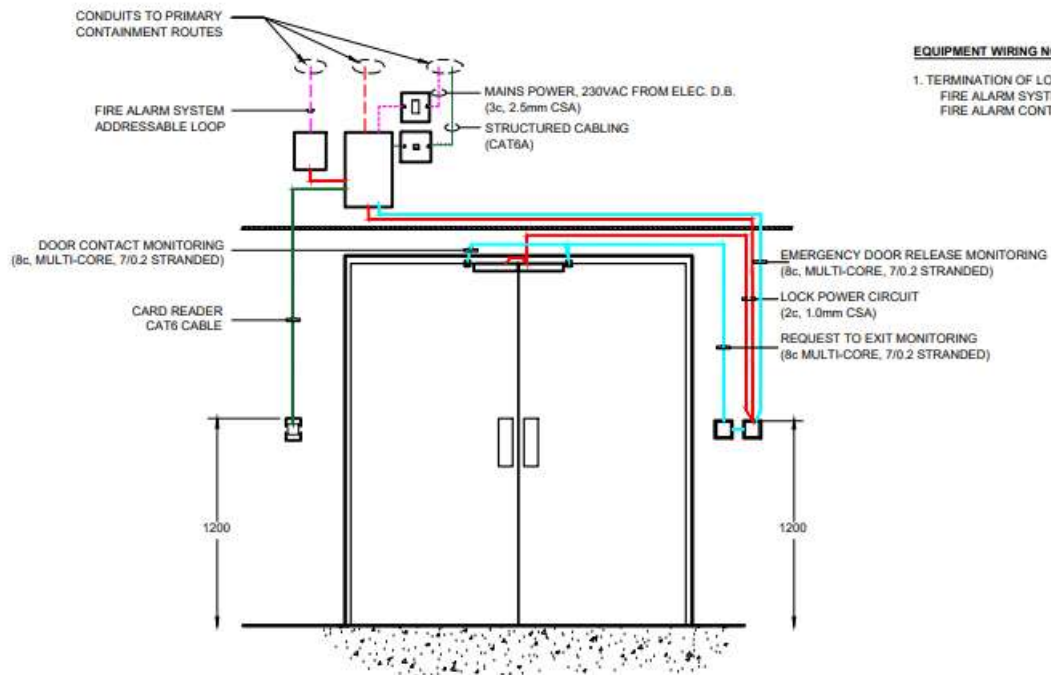 CONDUITS TO PRIMARY
CONTAINMENT ROUTES
EQUIPMENT WIRING NO
1. TERMINATION OF LO
FIRE ALARM SYSTE
FIRE ALARM CONT
MAINS POWER, 230VAC FROM ELEC. D.B.
(3c, 2.5mm CSA)
FIRE ALARM SYSTEM
ADDRESSABLE LOOP
STRUCTURED CABLING
(CAT6A)
DOOR CONTACT MONITORING
(8c, MULTI-CORE, 7/0.2 STRANDED)
EMERGENCY DOOR RELEASE MONITORING
(8c, MULTI-CORE, 7/0.2 STRANDED)
LOCK POWER CIRCUIT
(2c, 1.0mm CSA)
CARD READER
CAT6 CABLE
REQUEST TO EXIT MONITORING
(8c MULTI-CORE, 7/0.2 STRANDED)
1200
1200